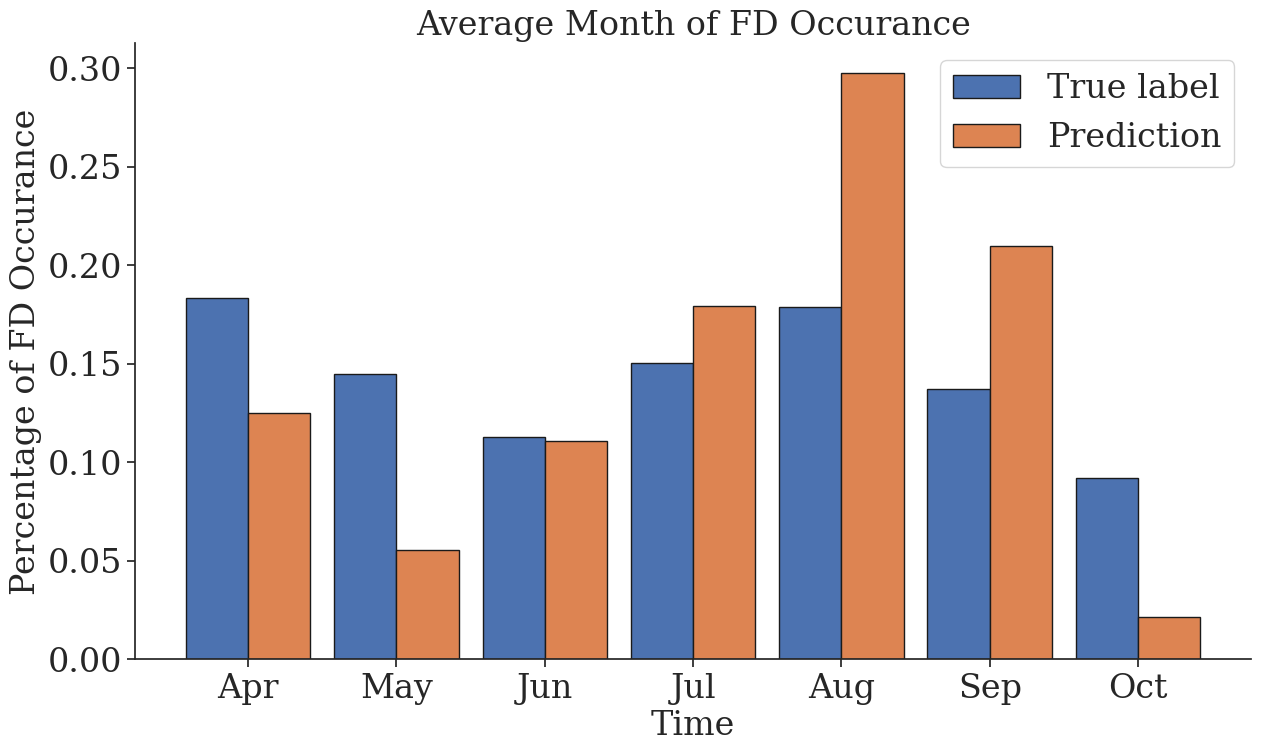 Average Month of FD Occurance
True label
Prediction
Percentage of FD Occurance
0.30
0.25
0.20
0.15
0.10
0.05
0.00
Apr May Jun Jul Aug Sep Oct
Time